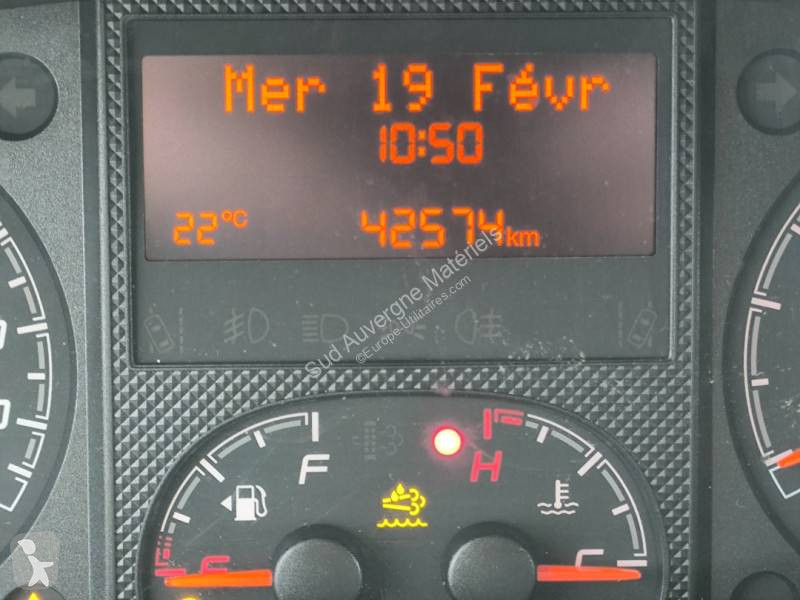 Mer 19 Févr
10:50
22°C 42574km
Sud Auvergne Matériels
©Europe-Utilitaires.com
F H
E C